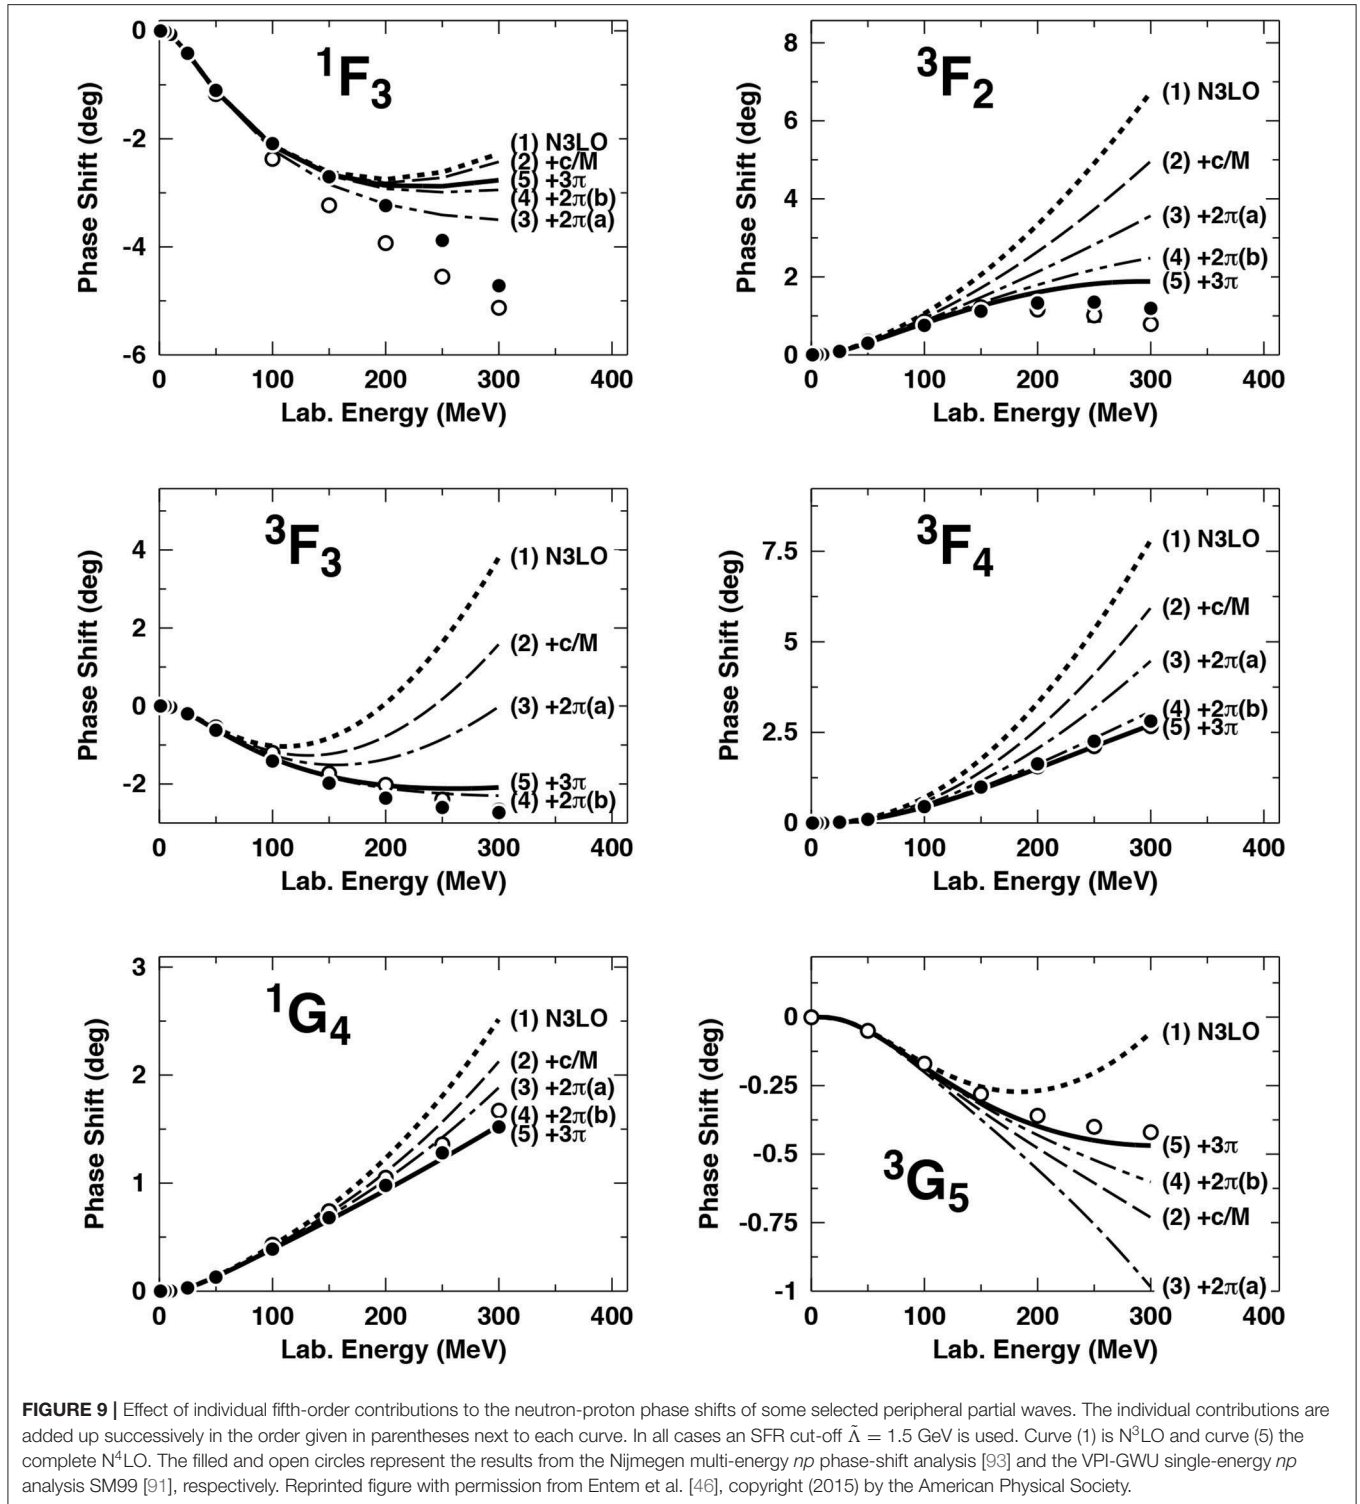 0
-2
-4
-6
Phase Shift (deg)
¹F₃
(1) N3LO
(2) +c/M
(5) +3π
(4) +2π(b)
(3) +2π(a)
0 100 200 300 400
Lab. Energy (MeV)
8
6
4
2
0
Phase Shift (deg)
³F₂
(1) N3LO
(2) +c/M
(3) +2π(a)
(4) +2π(b)
(5) +3π
0 100 200 300 400
Lab. Energy (MeV)
4
2
0
-2
Phase Shift (deg)
³F₃
(1) N3LO
(2) +c/M
(3) +2π(a)
(5) +3π
(4) +2π(b)
0 100 200 300 400
Lab. Energy (MeV)
7.5
5
2.5
0
Phase Shift (deg)
³F₄
(1) N3LO
(2) +c/M
(3) +2π(a)
(4) +2π(b)
(5) +3π
0 100 200 300 400
Lab. Energy (MeV)
3
2
1
0
Phase Shift (deg)
¹G₄
(1) N3LO
(2) +c/M
(3) +2π(a)
(4) +2π(b)
(5) +3π
0 100 200 300 400
Lab. Energy (MeV)
0
-0.25
-0.5
-0.75
-1
Phase Shift (deg)
³G₅
(1) N3LO
(5) +3π
(4) +2π(b)
(2) +c/M
(3) +2π(a)
0 100 200 300 400
Lab. Energy (MeV)
FIGURE 9 | Effect of individual fifth-order contributions to the neutron-proton phase shifts of some selected peripheral partial waves. The individual contributions are
added up successively in the order given in parentheses next to each curve. In all cases an SFR cut-off Λ̃ = 1.5 GeV is used. Curve (1) is N³LO and curve (5) the
complete N⁴LO. The filled and open circles represent the results from the Nijmegen multi-energy np phase-shift analysis [93] and the VPI-GWU single-energy np
analysis SM99 [91], respectively. Reprinted figure with permission from Entem et al. [46], copyright (2015) by the American Physical Society.